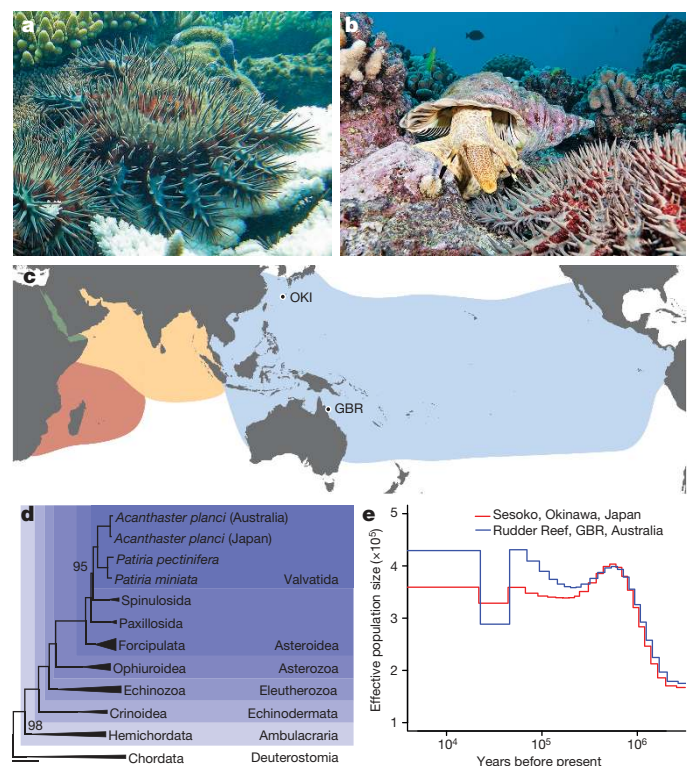 a
b
c
OKI
GBR
d
Acanthaster planci (Australia)
Acanthaster planci (Japan)
95
Patiria pectinifera
Patiria miniata
Valvatida
Spinulosida
Paxillosida
Forcipulata
Asteroidea
Ophiuroidea
Asterozoa
Echinozoa
Eleutherozoa
Crinoidea
Echinodermata
98
Hemichordata
Ambulacraria
Chordata
Deuterostomia
e
Sesoko, Okinawa, Japan
Rudder Reef, GBR, Australia
Effective population size (×10⁵)
5
4
3
2
1
10⁴
10⁵
10⁶
Years before present